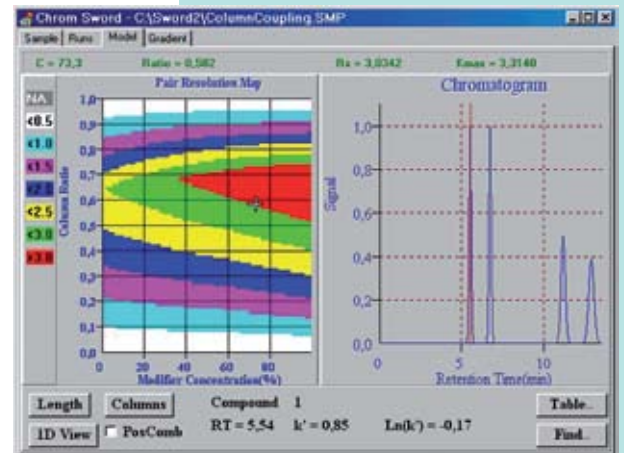 Chrom Sword - C:\Sword2\ColumnCoupling.SMP
Sample Runs Model Gradient
C = 73,3 Ratio = 0,582 Rs = 3,0342 Kmax = 3,3140
Pair Resolution Map
NA
<0.5
<1.0
<1.5
<2.0
<2.5
<3.0
>3.0
Column Ratio
1,0
0,9
0,8
0,7
0,6
0,5
0,4
0,3
0,2
0,1
0,0
0 20 40 60 80
Modifier Concentration(%)
Chromatogram
Signal
1,0
0,8
0,6
0,4
0,2
0,0
0 5 10
Retention Time(min)
Length Columns Compound 1 Table..
1D View PosComb RT = 5,54 k' = 0,85 Ln(k') = -0,17 Find..